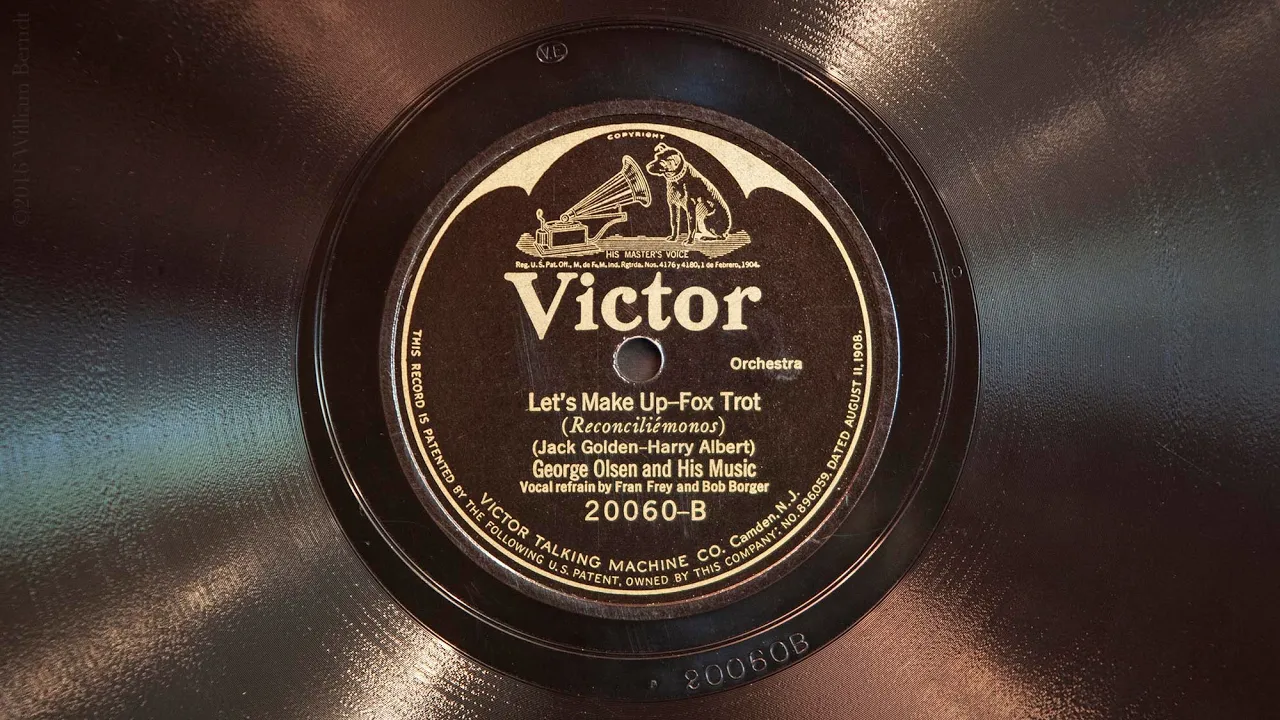 ©2016 William Berndt
V.E.
COPYRIGHT
HIS MASTER'S VOICE
Reg. U.S. Pat. Off., M. de F., M. ind. Rgtrda. Nos. 4176 y 4180, 1 de Febrero, 1904.
Victor
Orchestra
Let's Make Up–Fox Trot
(Reconciliémonos)
(Jack Golden–Harry Albert)
George Olsen and His Music
Vocal refrain by Fran Frey and Bob Borger
20060–B
VICTOR TALKING MACHINE CO. Camden, N.J.
THIS RECORD IS PATENTED BY THE FOLLOWING U.S. PATENT, OWNED BY THIS COMPANY: NO. 896,059, DATED AUGUST 11, 1908.
20060B